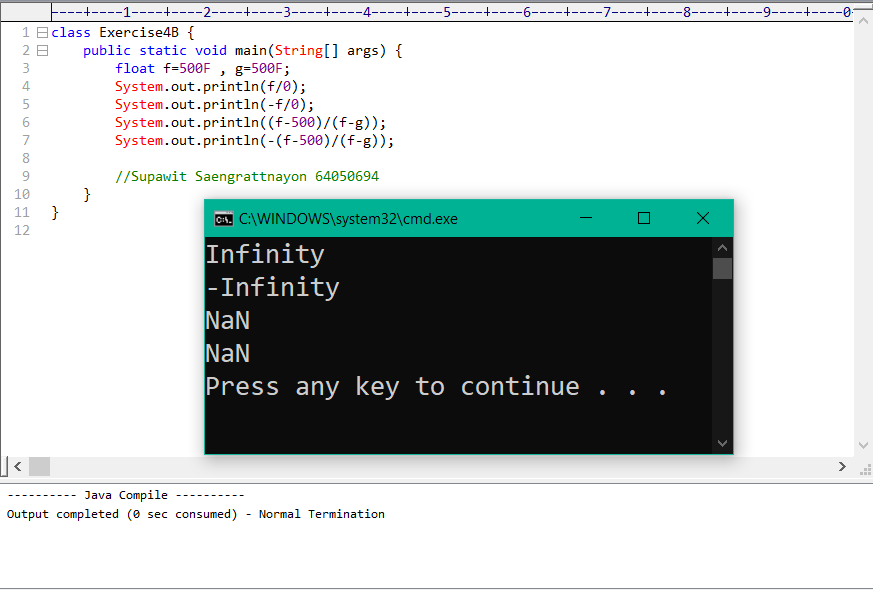 ----+----1----+----2----+----3----+----4----+----5----+----6----+----7----+----8----+----9----+----0
1 class Exercise4B {
2 public static void main(String[] args) {
3 float f=500F , g=500F;
4 System.out.println(f/0);
5 System.out.println(-f/0);
6 System.out.println((f-500)/(f-g));
7 System.out.println(-(f-500)/(f-g));
8
9 //Supawit Saengrattnayon 64050694
10 }
11 }
12
C:\WINDOWS\system32\cmd.exe
Infinity
-Infinity
NaN
NaN
Press any key to continue . . .
---------- Java Compile ----------
Output completed (0 sec consumed) - Normal Termination